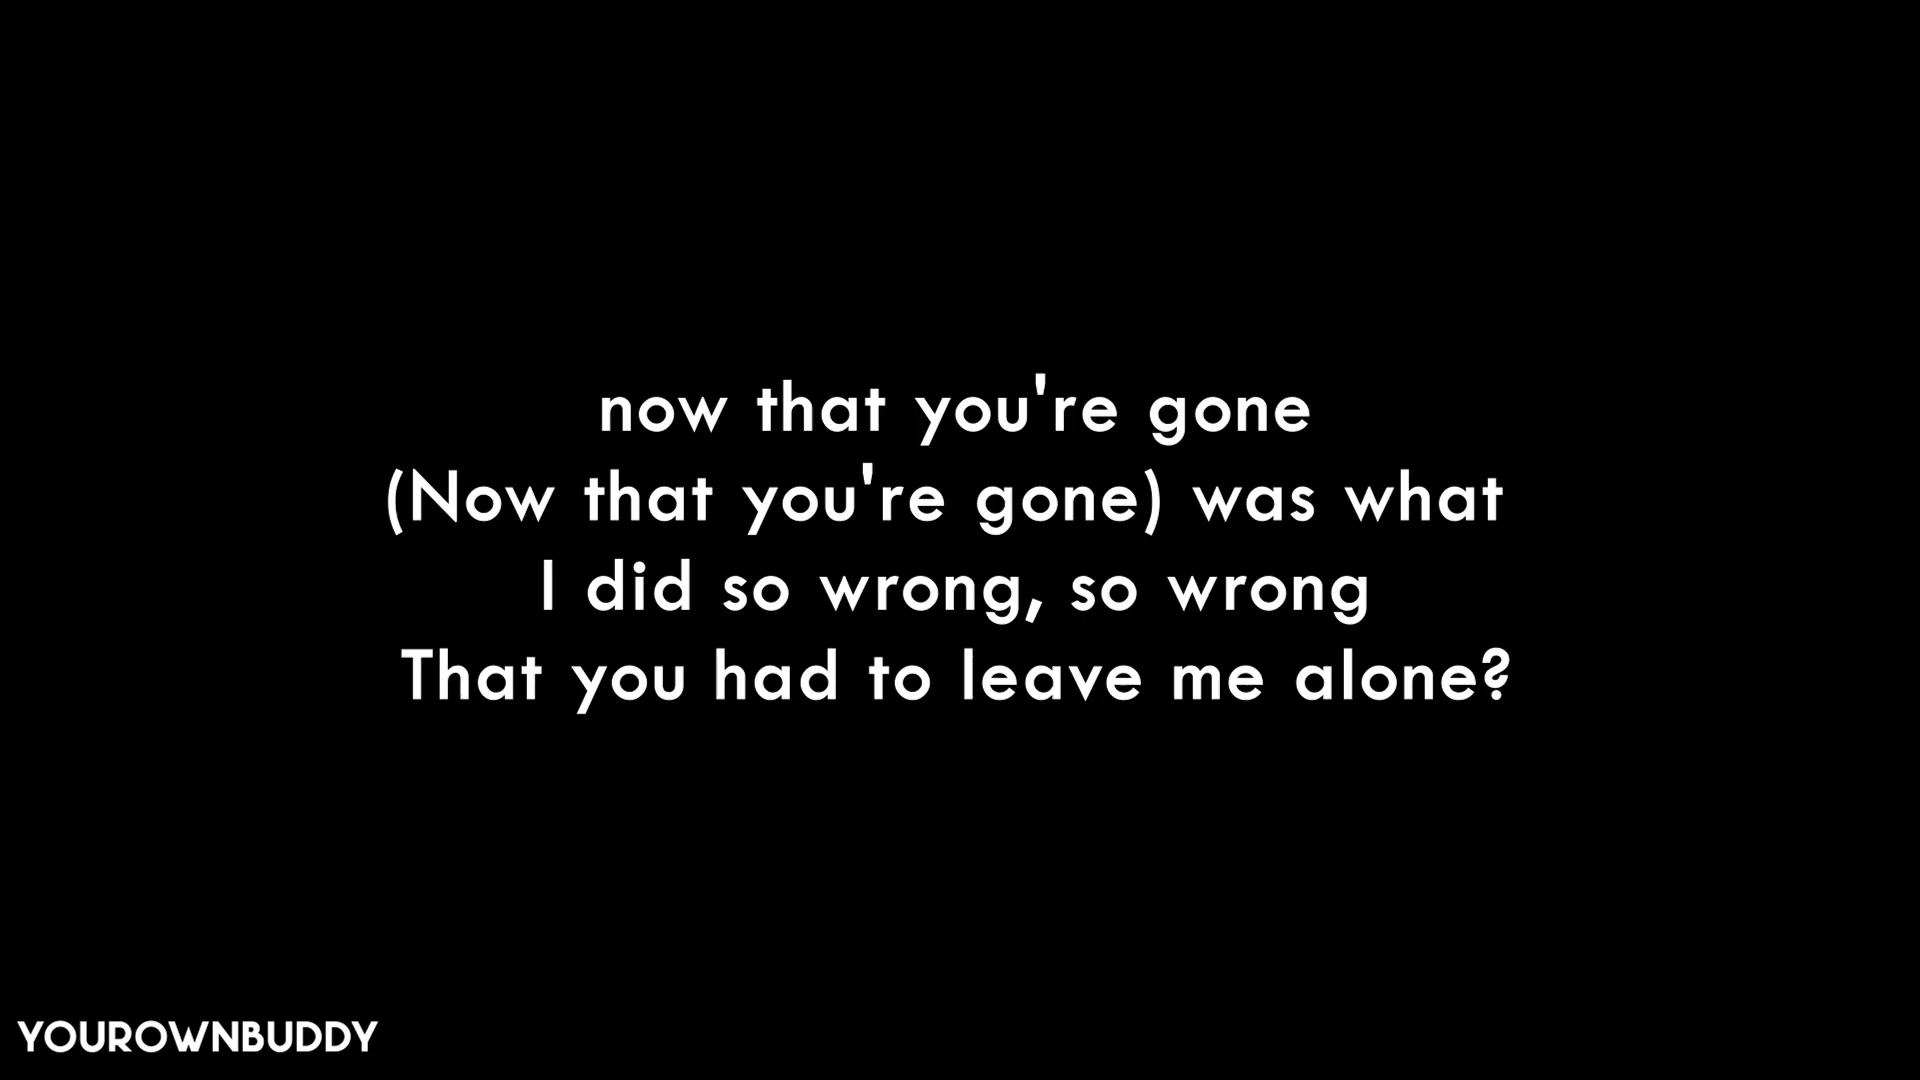 now that you're gone
(Now that you're gone) was what
I did so wrong, so wrong
That you had to leave me alone?
YOUROWNBUDDY